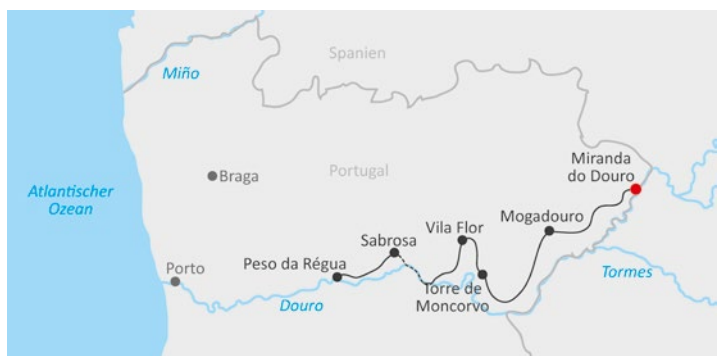 Spanien
Miño
Miranda
do Douro
Portugal
Braga
Atlantischer
Ozean
Mogadouro
Vila Flor
Sabrosa
Peso da Régua
Porto
Tormes
Torre de
Moncorvo
Douro